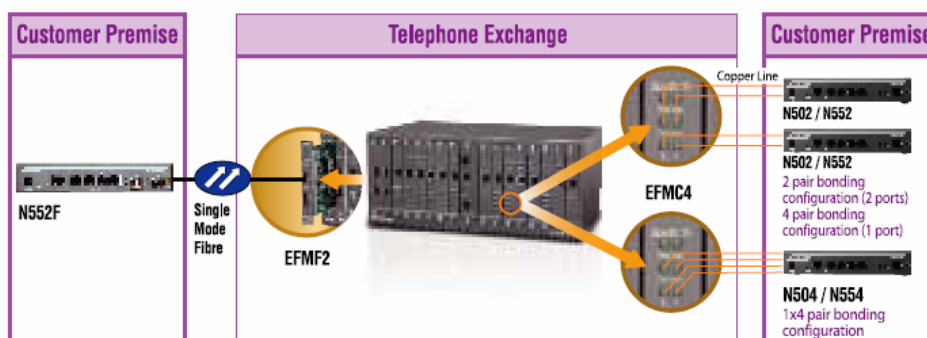 Customer Premise
Telephone Exchange
Customer Premise
N552F
Single
Mode
Fibre
EFMF2
EFMC4
Copper Line
N502 / N552
N502 / N552
2 pair bonding
configuration (2 ports)
4 pair bonding
configuration (1 port)
N504 / N554
1x4 pair bonding
configuration